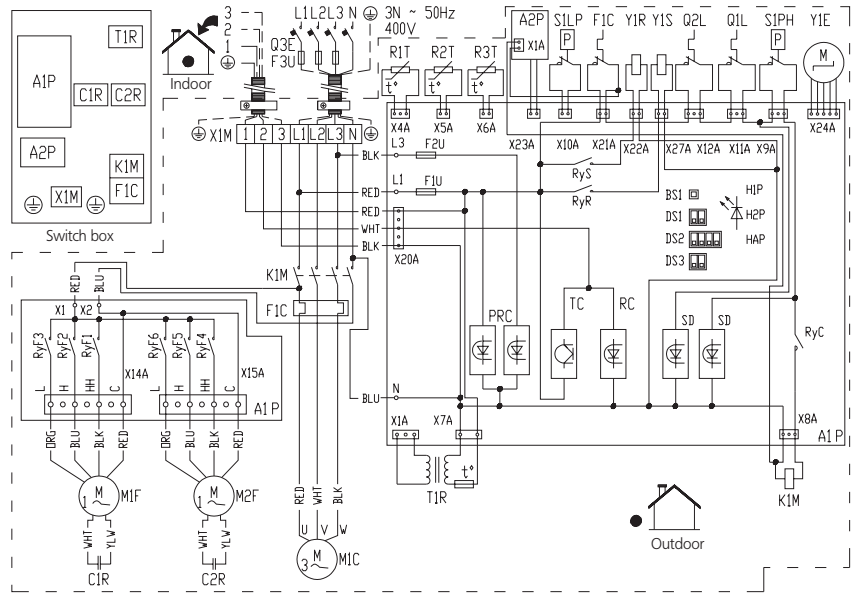 3
2
1
L1 L2 L3 N
3N ~ 50Hz
400V
Q3E
F3U
Indoor
A1P
T1R
C1R
C2R
A2P
K1M
F1C
X1M
Switch box
A2P
X1A
S1LP
F1C
Y1R
Y1S
Q2L
Q1L
S1PH
Y1E
P
P
M
R1T
R2T
R3T
t°
t°
t°
X4A
X5A
X6A
X23A
X10A
X21A
X22A
X27A
X12A
X11A
X9A
X24A
X1M
1
2
3
L1
L2
L3
N
BLK
L3
F2U
RED
L1
F1U
RED
WHT
BLK
X20A
RyS
RyR
BS1
DS1
DS2
DS3
H1P
H2P
HAP
K1M
F1C
PRC
TC
RC
SD
SD
RyC
BLU
N
X1A
X7A
X8A
A1P
T1R
t°
K1M
RED
BLU
X1
X2
RyF3
RyF2
RyF1
RyF6
RyF5
RyF4
X14A
X15A
L
H
HH
C
L
H
HH
C
A1P
ORG
BLU
BLK
RED
ORG
BLU
BLK
RED
M
1 ~
M1F
M
1 ~
M2F
WHT
YLW
WHT
YLW
C1R
C2R
RED
WHT
BLK
U
V
W
M
3 ~
M1C
Outdoor